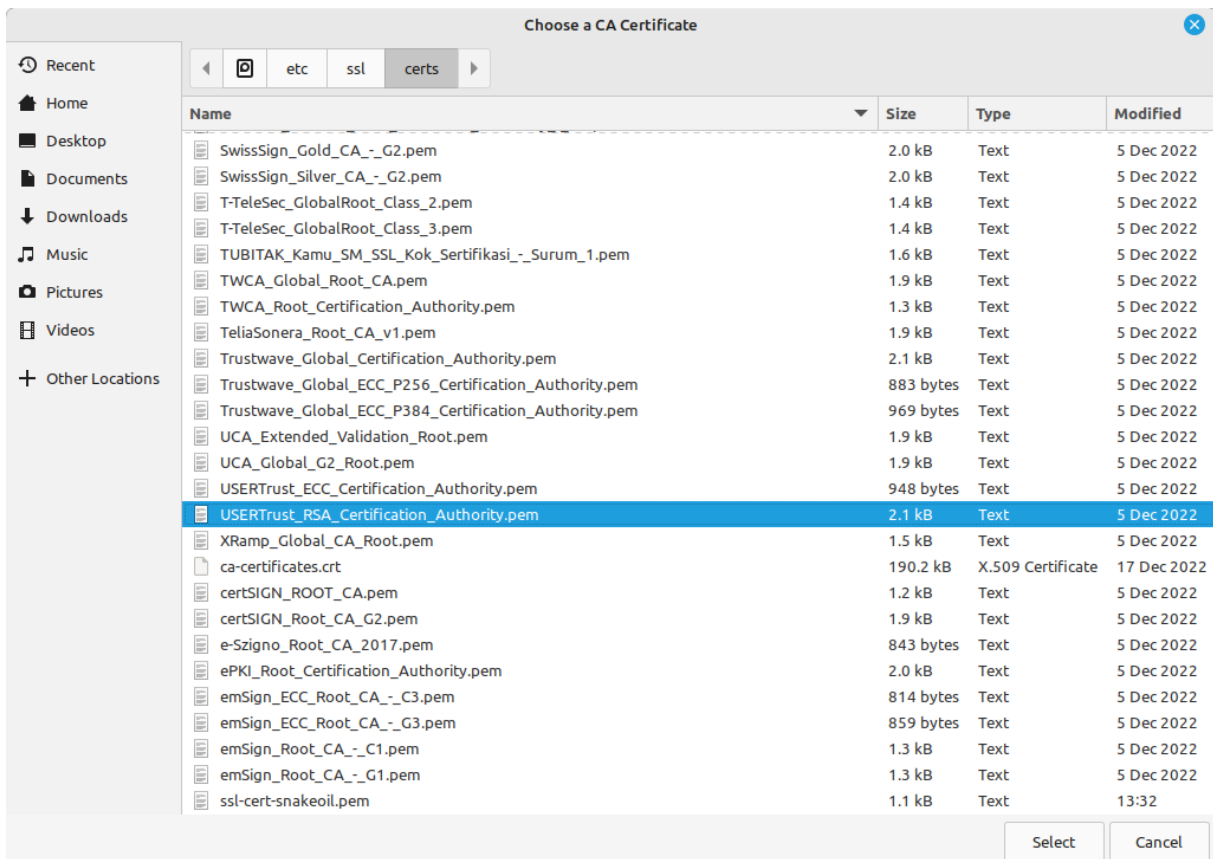 Choose a CA Certificate
Recent
Home
Desktop
Documents
Downloads
Music
Pictures
Videos
Other Locations
etc ssl certs
Name Size Type Modified
SwissSign_Gold_CA_-_G2.pem 2.0 kB Text 5 Dec 2022
SwissSign_Silver_CA_-_G2.pem 2.0 kB Text 5 Dec 2022
T-TeleSec_GlobalRoot_Class_2.pem 1.4 kB Text 5 Dec 2022
T-TeleSec_GlobalRoot_Class_3.pem 1.4 kB Text 5 Dec 2022
TUBITAK_Kamu_SM_SSL_Kok_Sertifikasi_-_Surum_1.pem 1.6 kB Text 5 Dec 2022
TWCA_Global_Root_CA.pem 1.9 kB Text 5 Dec 2022
TWCA_Root_Certification_Authority.pem 1.3 kB Text 5 Dec 2022
TeliaSonera_Root_CA_v1.pem 1.9 kB Text 5 Dec 2022
Trustwave_Global_Certification_Authority.pem 2.1 kB Text 5 Dec 2022
Trustwave_Global_ECC_P256_Certification_Authority.pem 883 bytes Text 5 Dec 2022
Trustwave_Global_ECC_P384_Certification_Authority.pem 969 bytes Text 5 Dec 2022
UCA_Extended_Validation_Root.pem 1.9 kB Text 5 Dec 2022
UCA_Global_G2_Root.pem 1.9 kB Text 5 Dec 2022
USERTrust_ECC_Certification_Authority.pem 948 bytes Text 5 Dec 2022
USERTrust_RSA_Certification_Authority.pem 2.1 kB Text 5 Dec 2022
XRamp_Global_CA_Root.pem 1.5 kB Text 5 Dec 2022
ca-certificates.crt 190.2 kB X.509 Certificate 17 Dec 2022
certSIGN_ROOT_CA.pem 1.2 kB Text 5 Dec 2022
certSIGN_Root_CA_G2.pem 1.9 kB Text 5 Dec 2022
e-Szigno_Root_CA_2017.pem 843 bytes Text 5 Dec 2022
ePKI_Root_Certification_Authority.pem 2.0 kB Text 5 Dec 2022
emSign_ECC_Root_CA_-_C3.pem 814 bytes Text 5 Dec 2022
emSign_ECC_Root_CA_-_G3.pem 859 bytes Text 5 Dec 2022
emSign_Root_CA_-_C1.pem 1.3 kB Text 5 Dec 2022
emSign_Root_CA_-_G1.pem 1.3 kB Text 5 Dec 2022
ssl-cert-snakeoil.pem 1.1 kB Text 13:32
Select Cancel